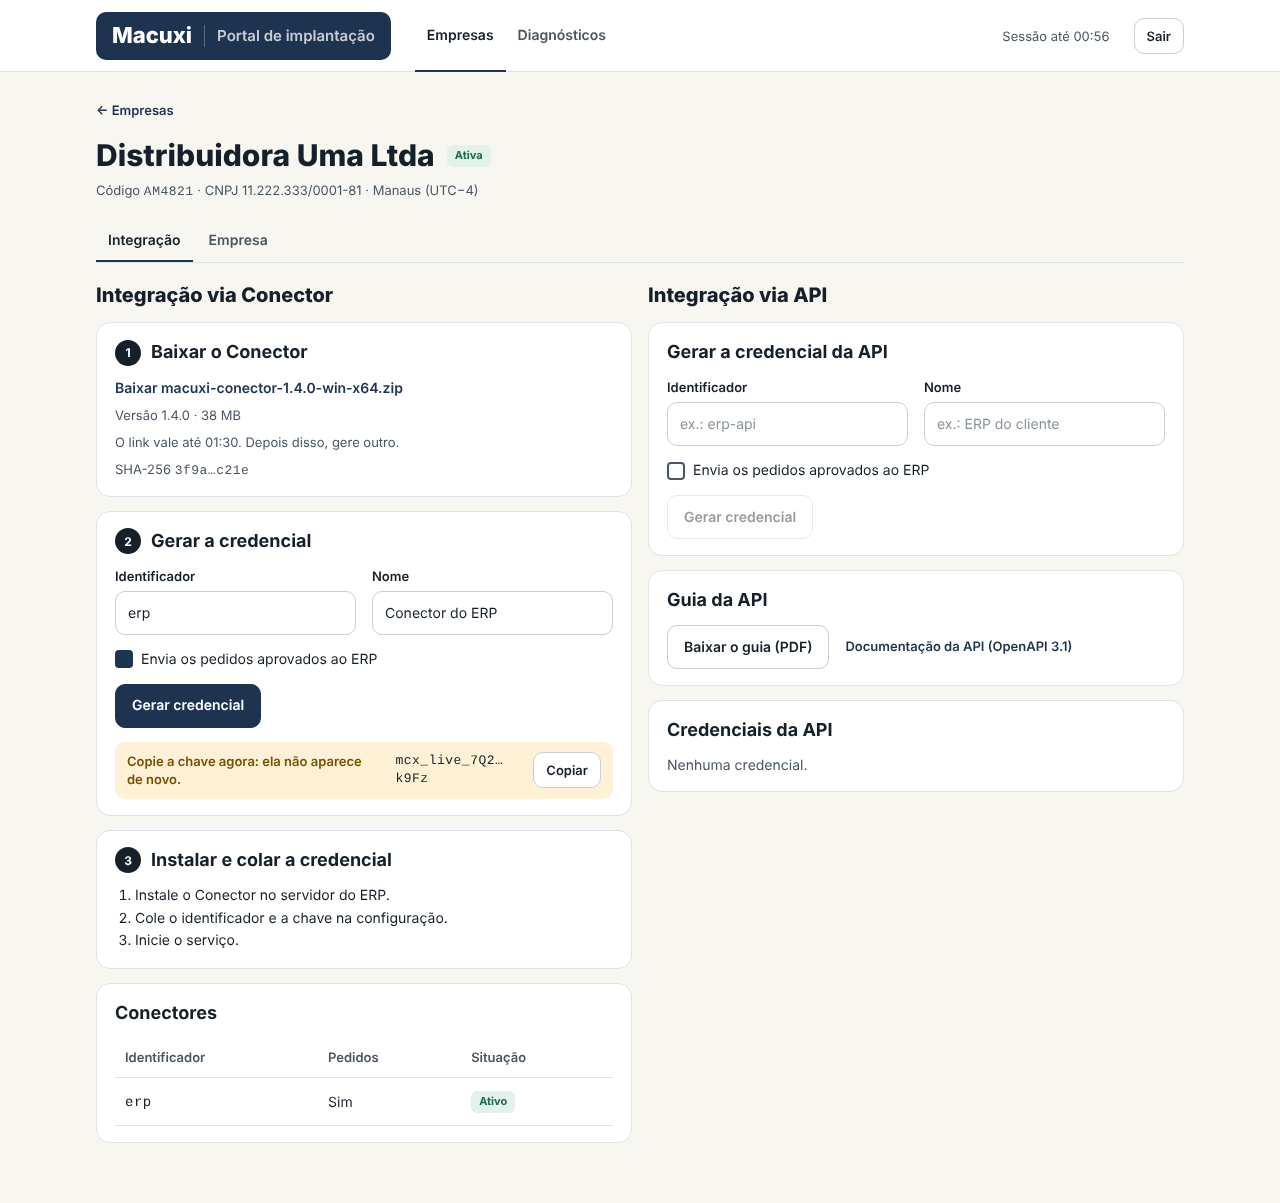 Macuxi
Portal de implantação
Empresas
Diagnósticos
Sessão até 00:56
Sair
← Empresas
Distribuidora Uma Ltda
Ativa
Código AM4821 · CNPJ 11.222.333/0001-81 · Manaus (UTC−4)
Integração
Empresa
Integração via Conector
1
Baixar o Conector
Baixar macuxi-conector-1.4.0-win-x64.zip
Versão 1.4.0 · 38 MB
O link vale até 01:30. Depois disso, gere outro.
SHA-256 3f9a…c21e
2
Gerar a credencial
Identificador
Nome
erp
Conector do ERP
Envia os pedidos aprovados ao ERP
Gerar credencial
Copie a chave agora: ela não aparece
de novo.
mcx_live_7Q2…
k9Fz
Copiar
3
Instalar e colar a credencial
1. Instale o Conector no servidor do ERP.
2. Cole o identificador e a chave na configuração.
3. Inicie o serviço.
Conectores
Identificador
Pedidos
Situação
erp
Sim
Ativo
Integração via API
Gerar a credencial da API
Identificador
Nome
ex.: erp-api
ex.: ERP do cliente
Envia os pedidos aprovados ao ERP
Gerar credencial
Guia da API
Baixar o guia (PDF)
Documentação da API (OpenAPI 3.1)
Credenciais da API
Nenhuma credencial.